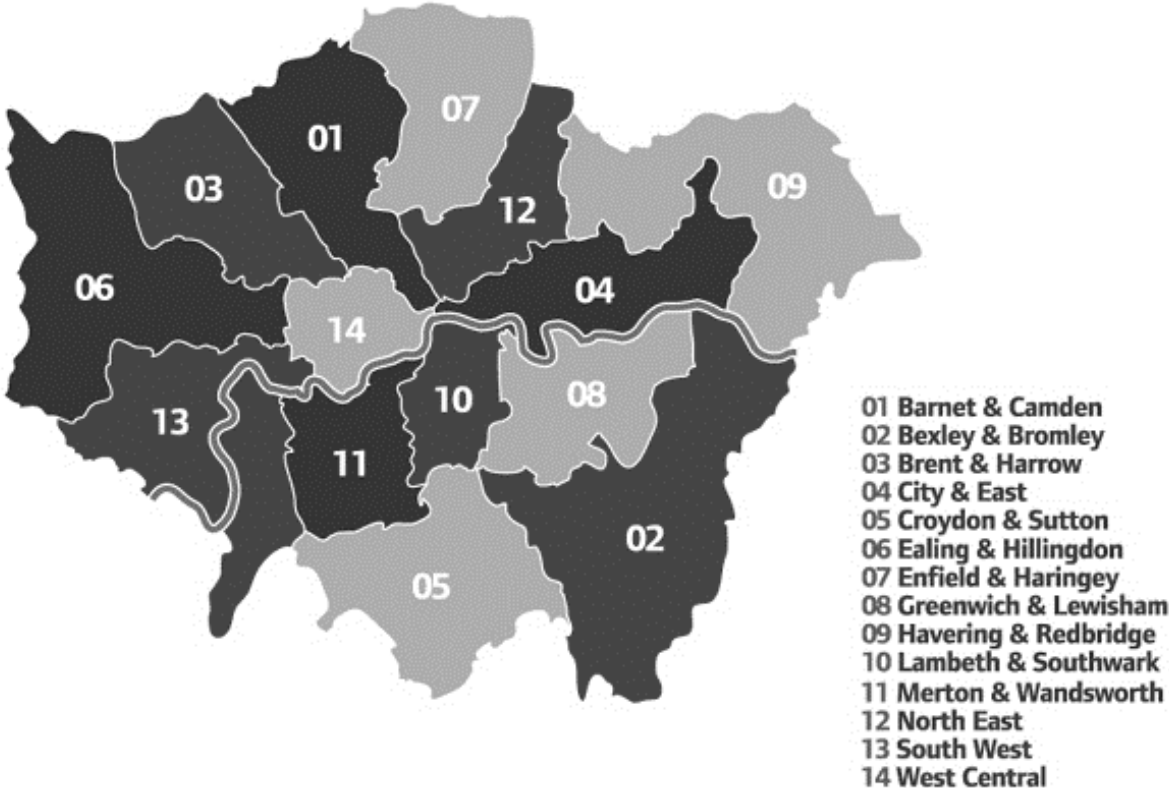 07
01
03
09
12
06
04
14
08
10
13
11
02
05
01 Barnet & Camden
02 Bexley & Bromley
03 Brent & Harrow
04 City & East
05 Croydon & Sutton
06 Ealing & Hillingdon
07 Enfield & Haringey
08 Greenwich & Lewisham
09 Havering & Redbridge
10 Lambeth & Southwark
11 Merton & Wandsworth
12 North East
13 South West
14 West Central